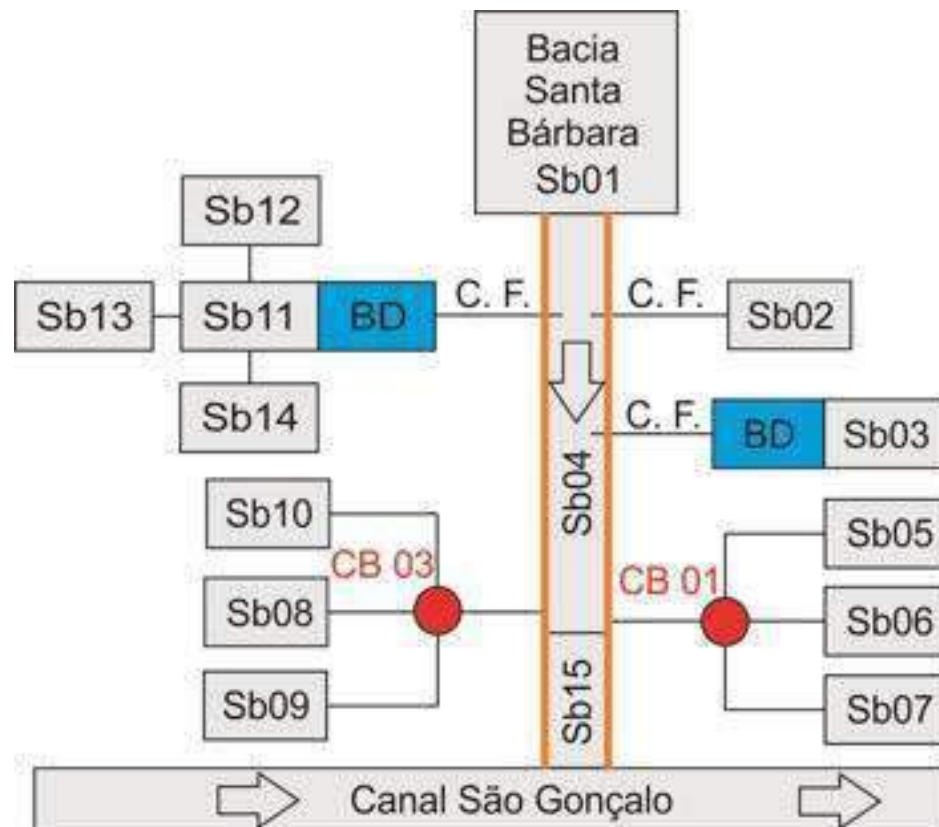 Bacia
Santa
Bárbara
Sb01
Sb12
Sb13
Sb11
BD
C. F.
C. F.
Sb02
Sb14
C. F.
BD
Sb03
Sb04
Sb10
Sb05
CB 03
CB 01
Sb08
Sb06
Sb09
Sb15
Sb07
Canal São Gonçalo